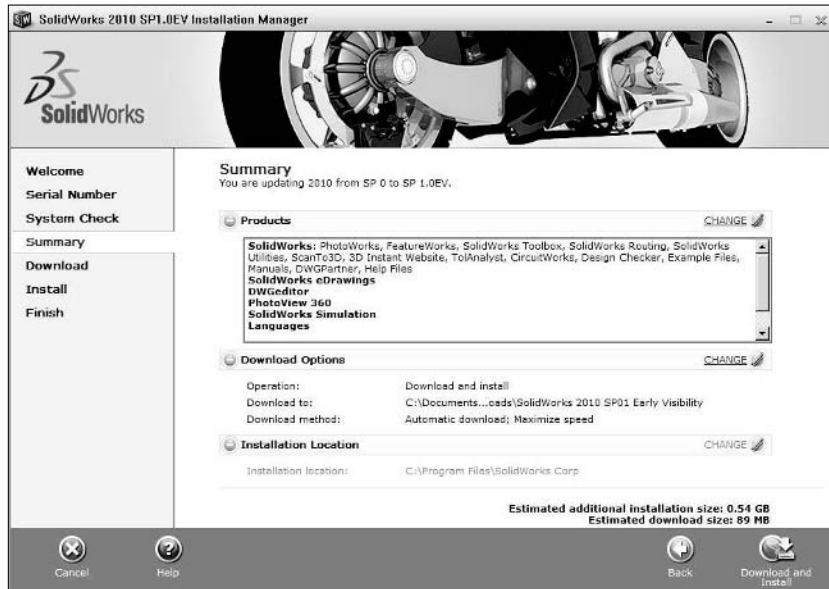 SolidWorks 2010 SP1.0EV Installation Manager
SolidWorks
Welcome
Serial Number
System Check
Summary
Download
Install
Finish
Summary
You are updating 2010 from SP 0 to SP 1.0EV.
Products
CHANGE
SolidWorks: PhotoWorks, FeatureWorks, SolidWorks Toolbox, SolidWorks Routing, SolidWorks
Utilities, ScanTo3D, 3D Instant Website, TolAnalyst, CircuitWorks, Design Checker, Example Files,
Manuals, DWGPartner, Help Files
SolidWorks eDrawings
DWGeditor
PhotoView 360
SolidWorks Simulation
Languages
Download Options
CHANGE
Operation: Download and install
Download to: C:\Documents...oads\SolidWorks 2010 SP01 Early Visibility
Download method: Automatic download; Maximize speed
Installation Location
CHANGE
Installation location: C:\Program Files\SolidWorks Corp
Estimated additional installation size: 0.54 GB
Estimated download size: 89 MB
Cancel
Help
Back
Download and
Install